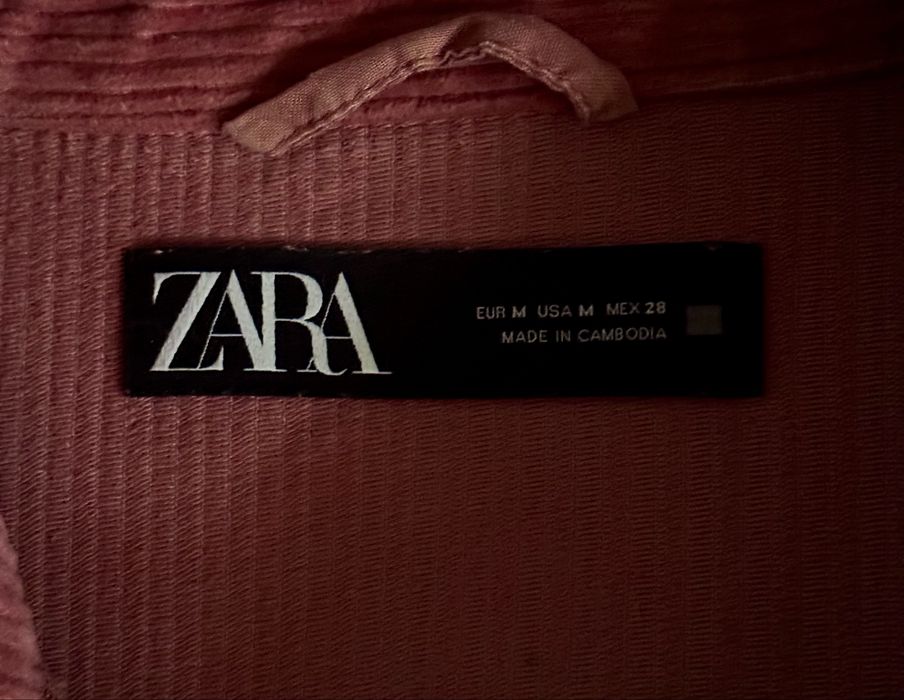 ZARA
EUR M USA M MEX 28
MADE IN CAMBODIA